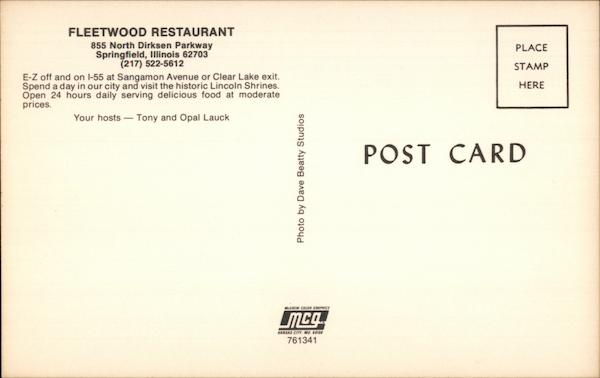 FLEETWOOD RESTAURANT
855 North Dirksen Parkway
Springfield, Illinois 62703
(217) 522-5612
E-Z off and on I-55 at Sangamon Avenue or Clear Lake exit.
Spend a day in our city and visit the historic Lincoln Shrines.
Open 24 hours daily serving delicious food at moderate
prices.
Your hosts — Tony and Opal Lauck
PLACE
STAMP
HERE
POST CARD
Photo by Dave Beatty Studios
McGREW COLOR GRAPHICS
mcg
KANSAS CITY, MO. 64108
761341